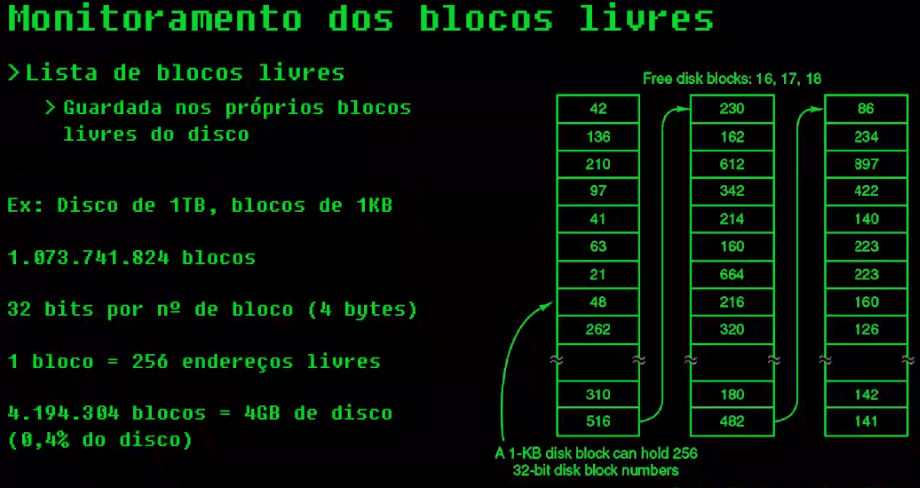 Monitoramento dos blocos livres
>Lista de blocos livres
> Guardada nos próprios blocos
livres do disco
Ex: Disco de 1TB, blocos de 1KB
1.073.741.824 blocos
32 bits por nº de bloco (4 bytes)
1 bloco = 256 endereços livres
4.194.304 blocos = 4GB de disco
(0,4% do disco)
Free disk blocks: 16, 17, 18
42
136
210
97
41
63
21
48
262
310
516
230
162
612
342
214
160
664
216
320
180
482
86
234
897
422
140
223
223
160
126
142
141
A 1-KB disk block can hold 256
32-bit disk block numbers